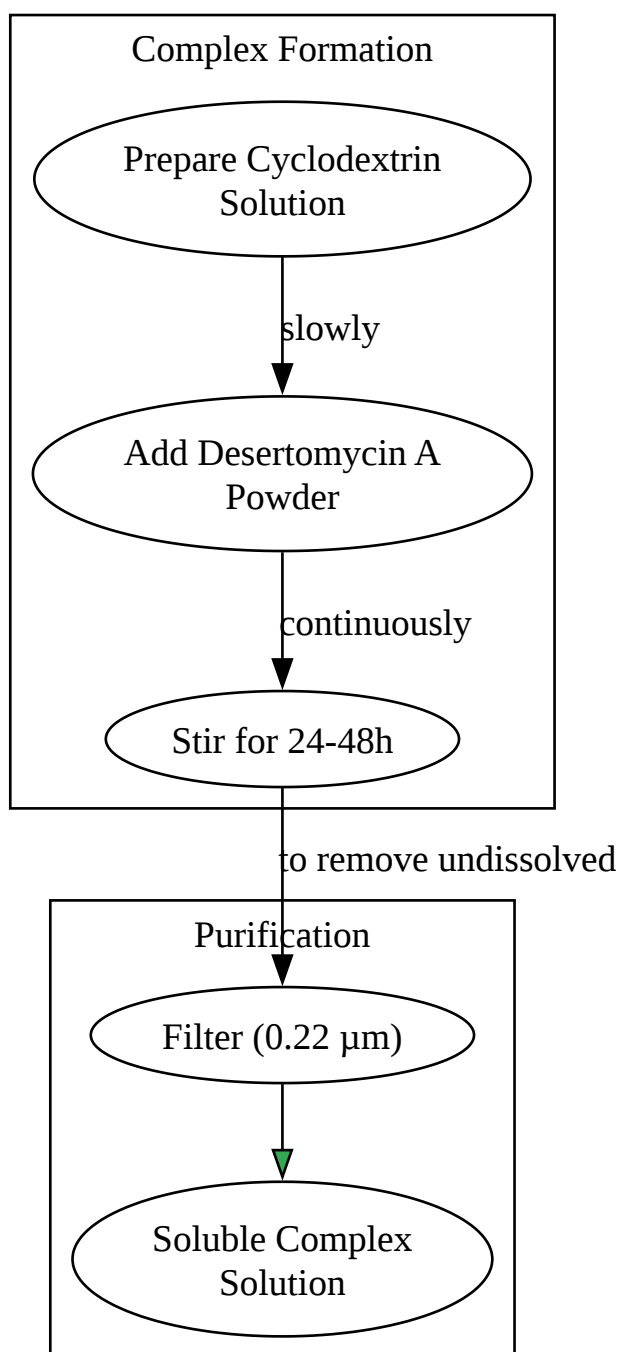 Complex Formation
Prepare Cyclodextrin
Solution
slowly
Add Desertomycin A
Powder
continuously
Stir for 24-48h
to remove undissolved
Purification
Filter (0.22 µm)
Soluble Complex
Solution